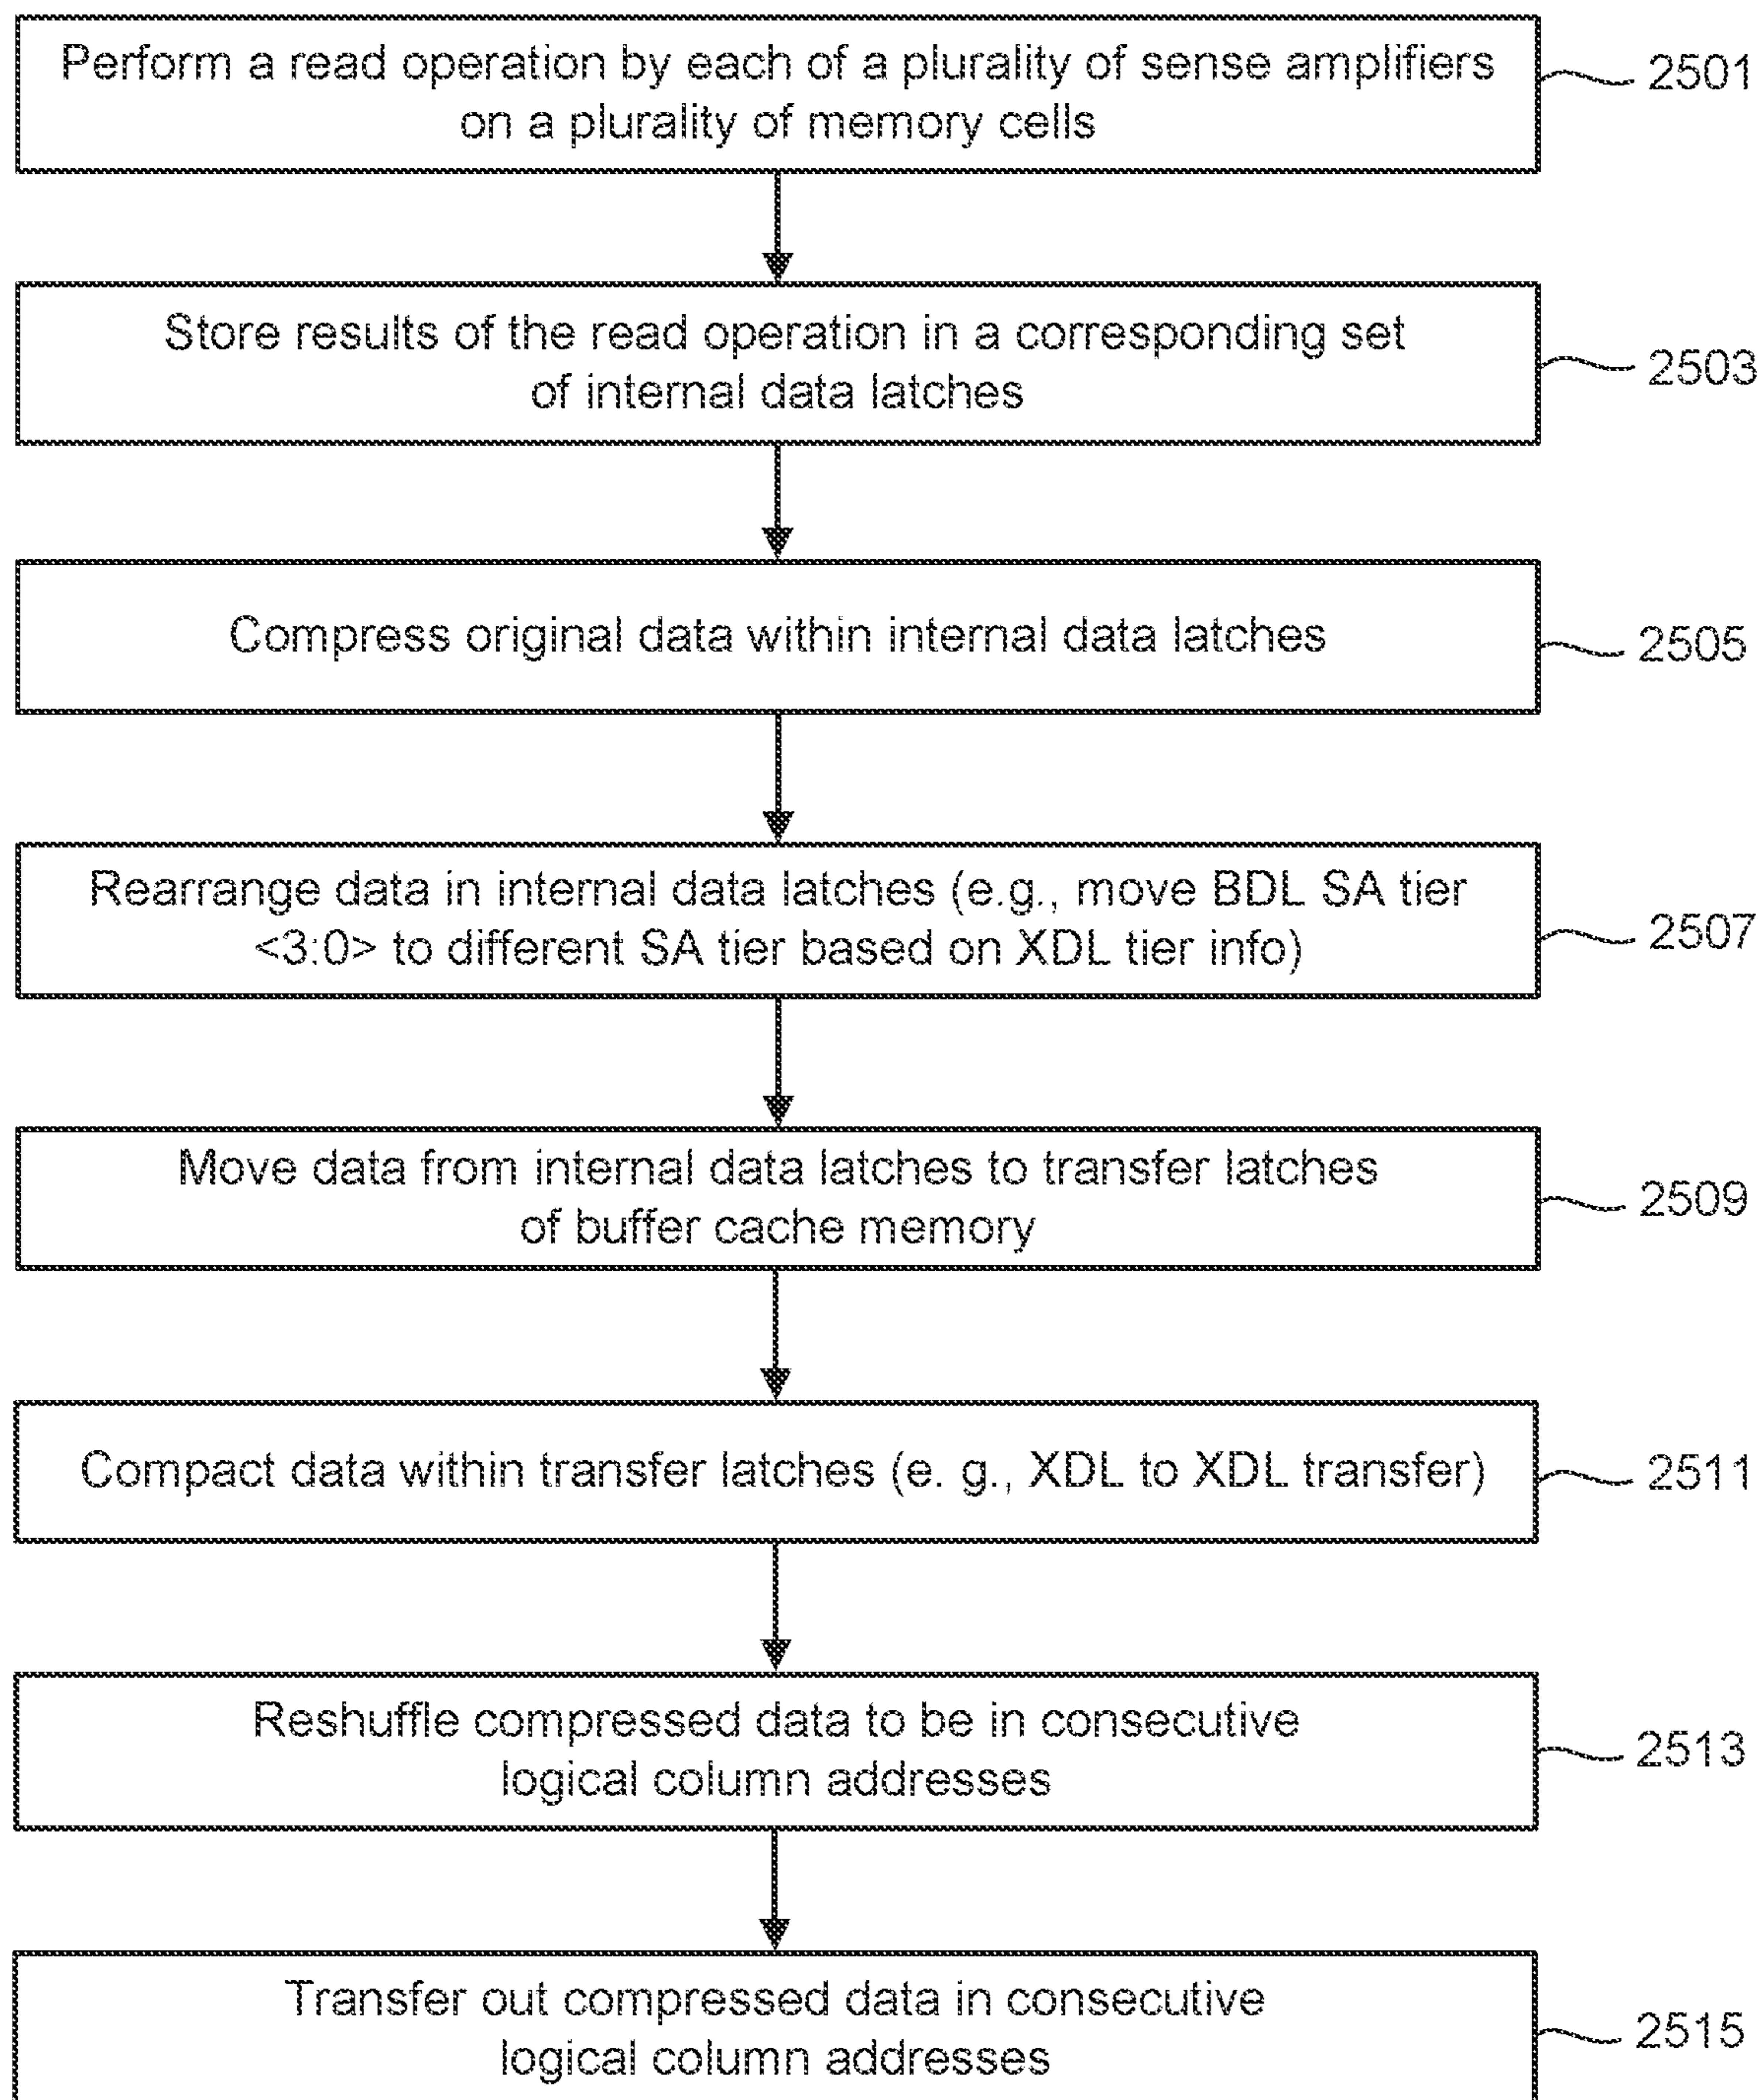 Perform a read operation by each of a plurality of sense amplifiers
on a plurality of memory cells
2501
Store results of the read operation in a corresponding set
of internal data latches
2503
Compress original data within internal data latches
2505
Rearrange data in internal data latches (e.g., move BDL SA tier
<3:0> to different SA tier based on XDL tier info)
2507
Move data from internal data latches to transfer latches
of buffer cache memory
2509
Compact data within transfer latches (e. g., XDL to XDL transfer)
2511
Reshuffle compressed data to be in consecutive
logical column addresses
2513
Transfer out compressed data in consecutive
logical column addresses
2515